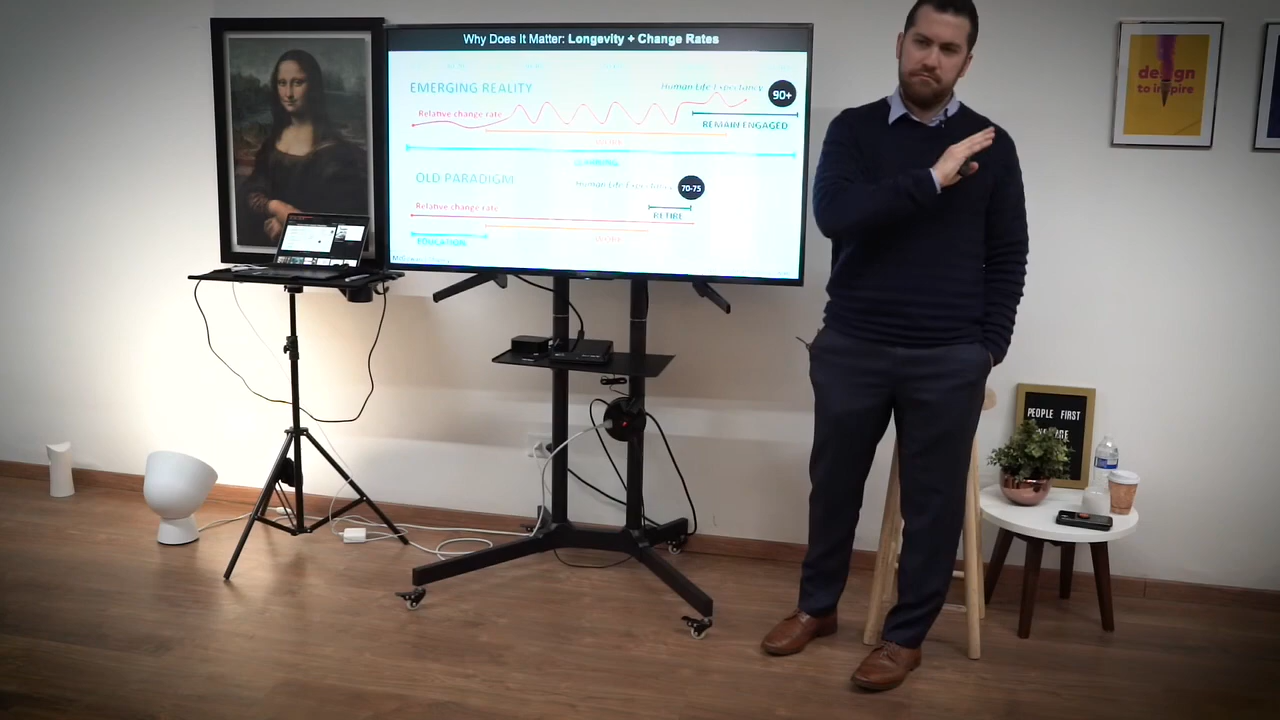 Why Does It Matter: Longevity + Change Rates
EMERGING REALITY
Human Life Expectancy
90+
Relative change rate
REMAIN ENGAGED
OLD PARADIGM
Human Life Expectancy
70-75
Relative change rate
RETIRE
EDUCATION
design
to inspire
PEOPLE FIRST